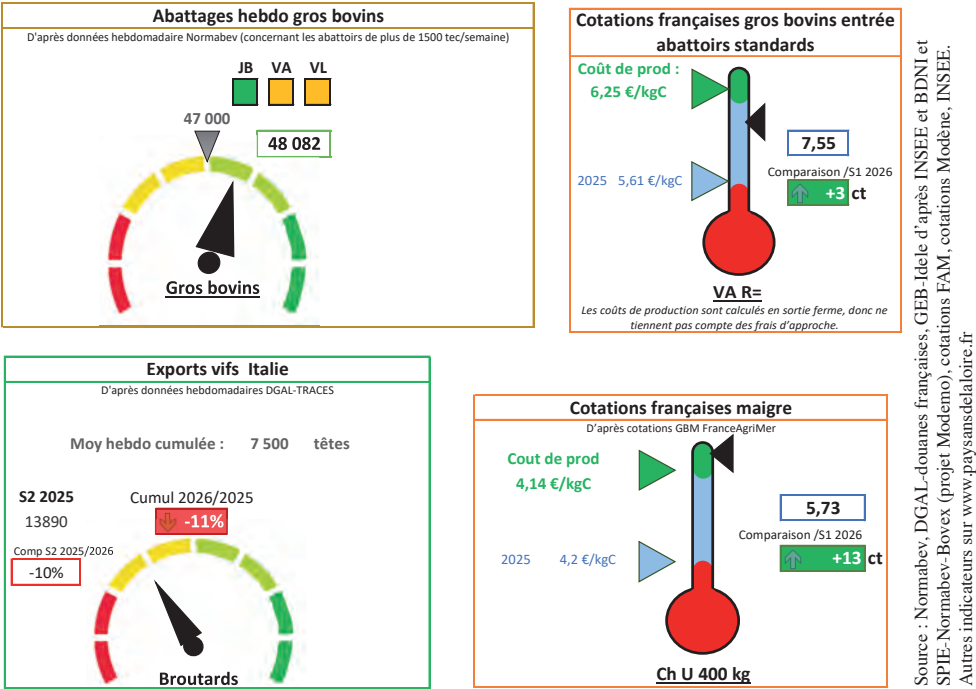 Abattages hebdo gros bovins
D'après données hebdomadaire Normabev (concernant les abattoirs de plus de 1500 tec/semaine)
JB VA VL
47 000
48 082
Gros bovins
Cotations françaises gros bovins entrée
abattoirs standards
Coût de prod :
6,25 €/kgC
7,55
2025 5,61 €/kgC
Comparaison /S1 2026
+3 ct
VA R=
Les coûts de production sont calculés en sortie ferme, donc ne
tiennent pas compte des frais d'approche.
Exports vifs Italie
D'après données hebdomadaires DGAL-TRACES
Moy hebdo cumulée : 7 500 têtes
S2 2025
13890
Cumul 2026/2025
-11%
Comp S2 2025/2026
-10%
Broutards
Cotations françaises maigre
D'après cotations GBM FranceAgriMer
Cout de prod
4,14 €/kgC
5,73
Comparaison /S1 2026
2025 4,2 €/kgC
+13 ct
Ch U 400 kg
Source : Normabev, DGAL-douanes françaises, GEB-Idele d'après INSEE et BDNI et
SPIE-Normabev- Bovex (projet Modemo), cotations FAM, cotations Modène, INSEE.
Autres indicateurs sur www.paysansdelaloire.fr